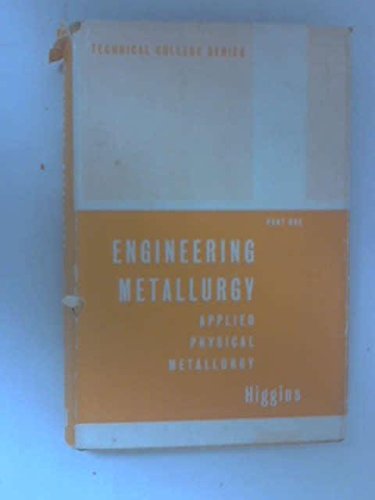 TECHNICAL COLLEGE SERIES
PART ONE
ENGINEERING
METALLURGY
APPLIED
PHYSICAL
METALLURGY
Higgins